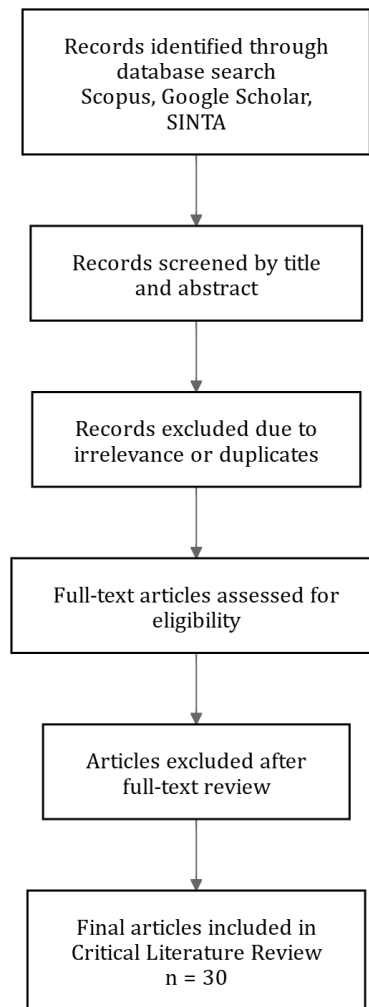 Records identified through
database search
Scopus, Google Scholar,
SINTA
Records screened by title
and abstract
Records excluded due to
irrelevance or duplicates
Full-text articles assessed for
eligibility
Articles excluded after
full-text review
Final articles included in
Critical Literature Review
n = 30